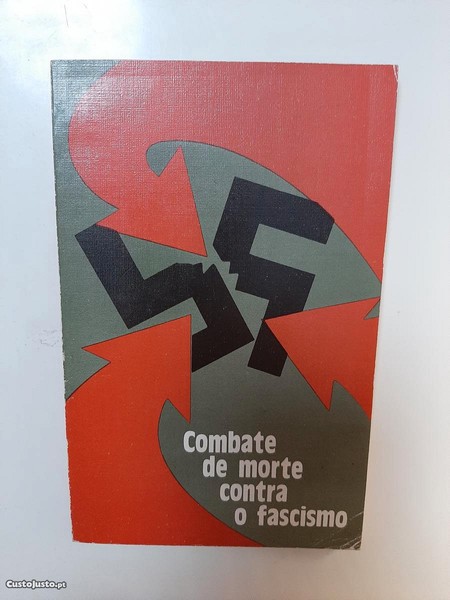 Combate
de morte
contra
o fascismo
CustoJusto.pt